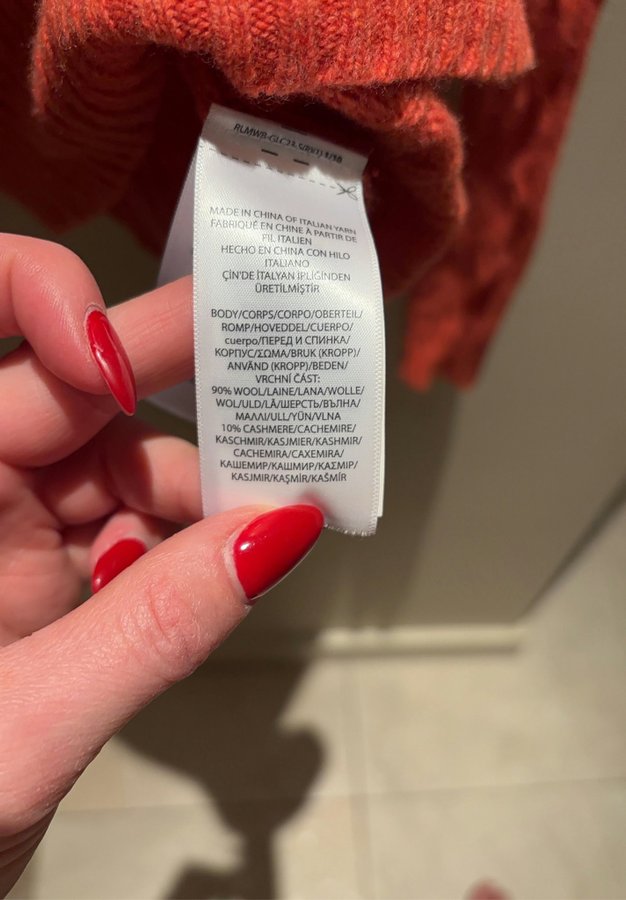 MADE IN CHINA OF ITALIAN YARN
FABRIQUÉ EN CHINE À PARTIR DE
FIL ITALIEN
HECHO EN CHINA CON HILO
ITALIANO
ÇİN'DE İTALYAN İPLİĞİNDEN
ÜRETİLMİŞTİR
BODY/CORPS/CORPO/OBERTEIL/
ROMP/HOVEDDEL/CUERPO/
cuerpo/ПЕРЕД И СПИНКА/
КОРПУС/ΣΩΜΑ/BRUK (KROPP)/
ANVÄND (KROPP)/BEDEN/
VRCHNÍ ČÁST:
90% WOOL/LAINE/LANA/WOLLE/
WOL/ULD/LÃ/ШЕРСТЬ/ВЪЛНА/
ΜΑΛΛΙ/ULL/YÜN/VLNA
10% CASHMERE/CACHEMIRE/
KASCHMIR/KASJMIER/KASHMIR/
CACHEMIRA/CAXEMIRA/
КАШЕМИР/КАШМИР/ΚΑΣΜΙΡ/
KASJMIR/KAŞMİR/KAŠMÍR